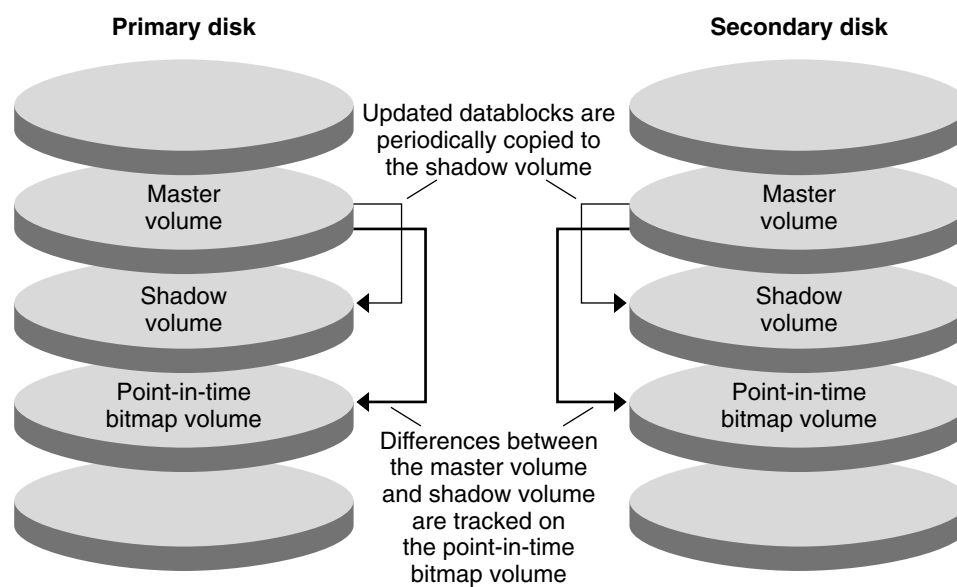 Primary disk
Secondary disk
Updated datablocks are
periodically copied to
the shadow volume
Master
volume
Master
volume
Shadow
volume
Shadow
volume
Point-in-time
bitmap volume
Point-in-time
bitmap volume
Differences between
the master volume
and shadow volume
are tracked on
the point-in-time
bitmap volume